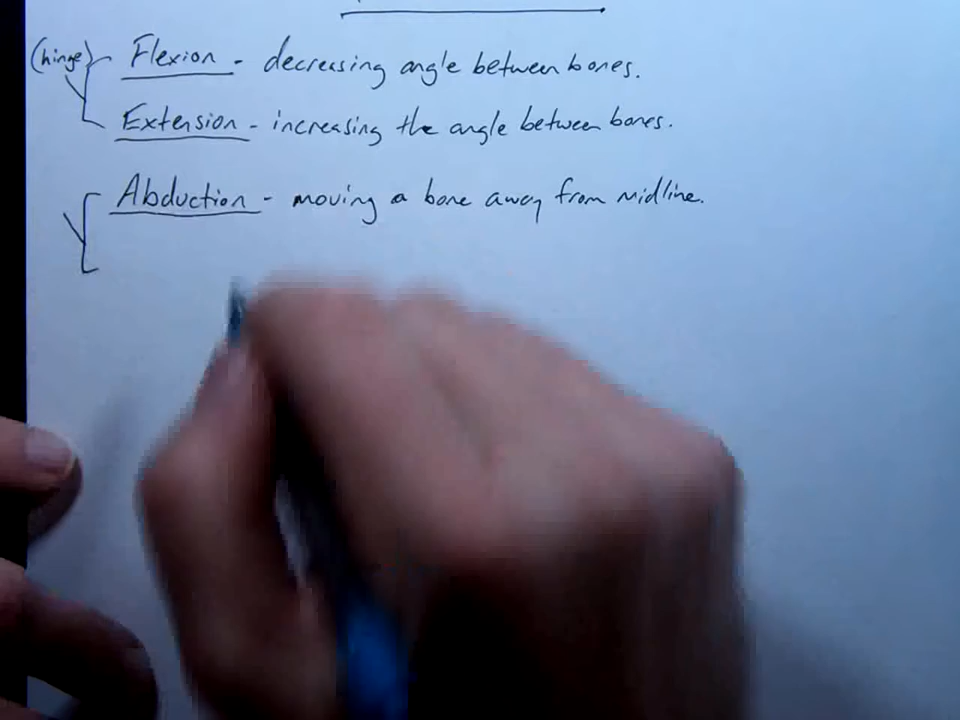 (hinge) Flexion - decreasing angle between bones.
Extension - increasing the angle between bones.
Abduction - moving a bone away from midline.